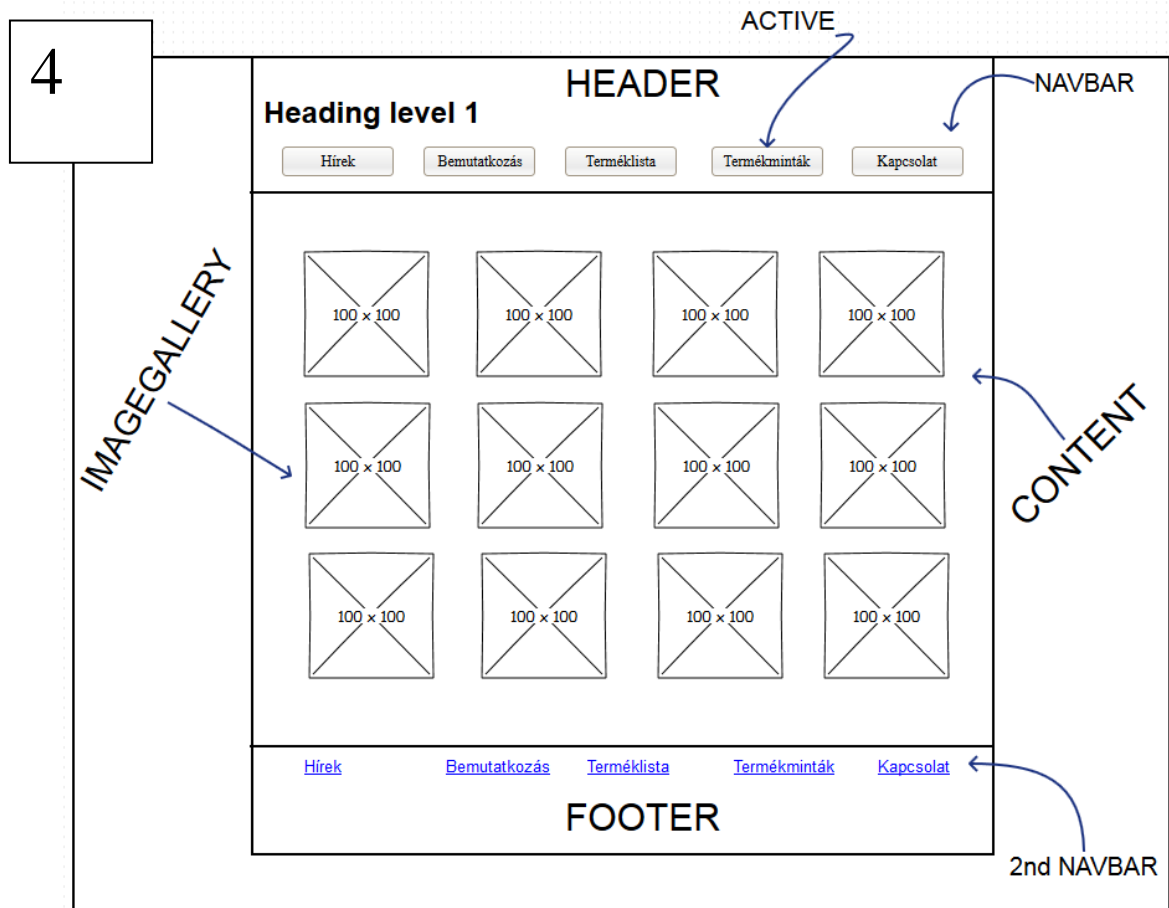 4
ACTIVE
HEADER
NAVBAR
Heading level 1
Hírek Bemutatkozás Terméklista Termékminták Kapcsolat
IMAGEGALLERY
100 x 100 100 x 100 100 x 100 100 x 100
CONTENT
100 x 100 100 x 100 100 x 100 100 x 100
100 x 100 100 x 100 100 x 100 100 x 100
Hírek Bemutatkozás Terméklista Termékminták Kapcsolat
FOOTER
2nd NAVBAR